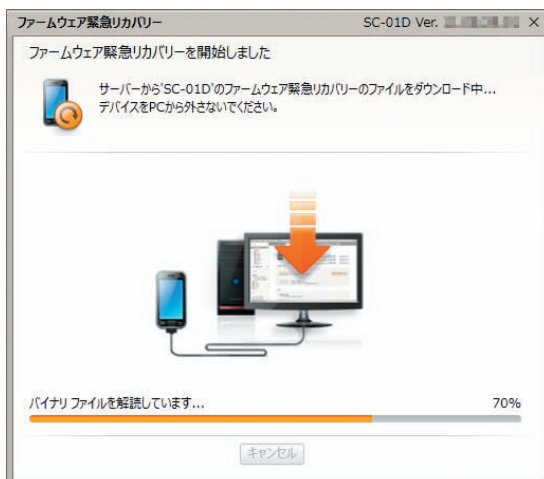 ファームウェア緊急リカバリー SC-01D Ver.
ファームウェア緊急リカバリーを開始しました
サーバーから'SC-01D'のファームウェア緊急リカバリーのファイルをダウンロード中...
デバイスをPCから外さないでください。
バイナリ ファイルを解読しています... 70%
キャンセル